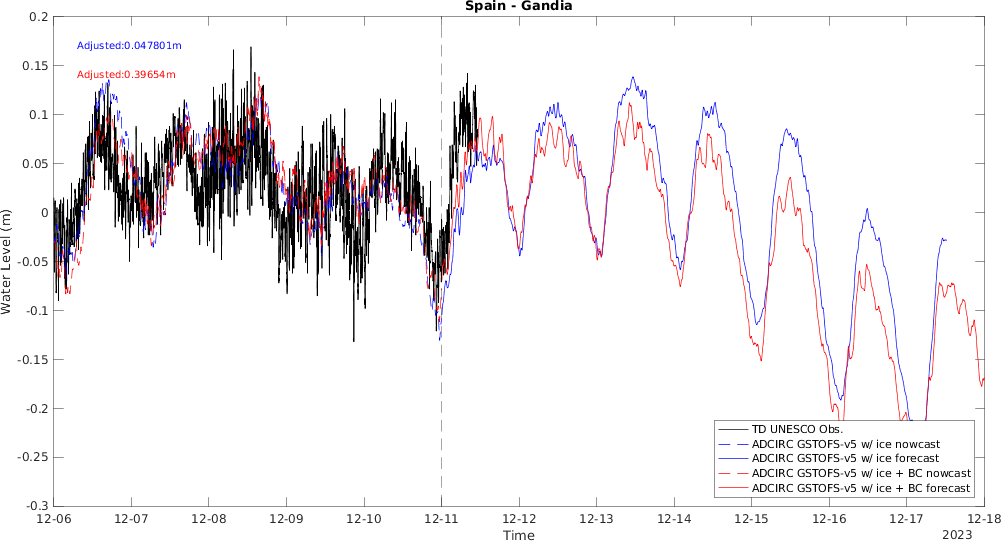 Spain - Gandia
0.2
0.15
0.1
0.05
0
-0.05
-0.1
-0.15
-0.2
-0.25
-0.3
Water Level (m)
Adjusted:0.047801m
Adjusted:0.39654m
TD UNESCO Obs.
ADCIRC GSTOFS-v5 w/ ice nowcast
ADCIRC GSTOFS-v5 w/ ice forecast
ADCIRC GSTOFS-v5 w/ ice + BC nowcast
ADCIRC GSTOFS-v5 w/ ice + BC forecast
12-06 12-07 12-08 12-09 12-10 12-11 12-12 12-13 12-14 12-15 12-16 12-17 12-18
Time
2023